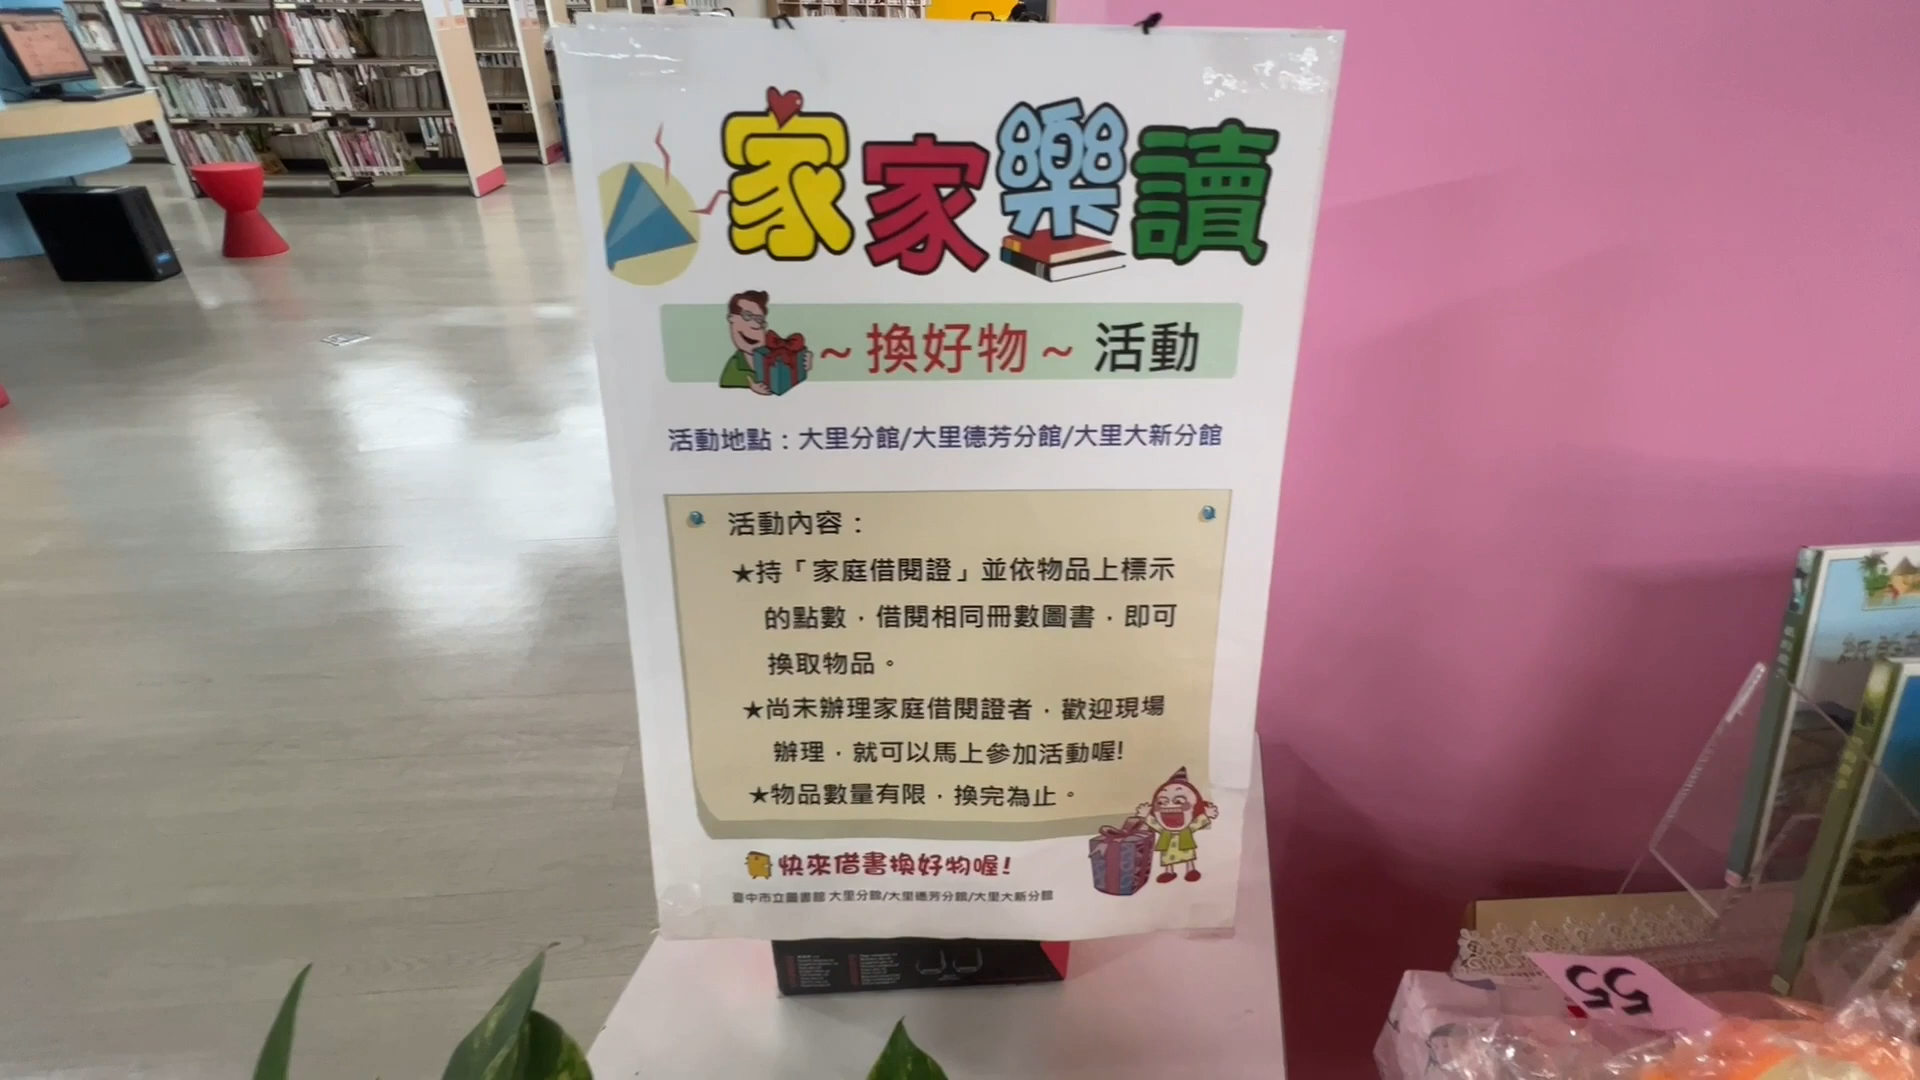 家家樂讀
~換好物~活動
活動地點：大里分館/大里德芳分館/大里大新分館
活動內容：
★持「家庭借閱證」並依物品上標示
的點數，借閱相同冊數圖書，即可
換取物品。
★尚未辦理家庭借閱證者，歡迎現場
辦理，就可以馬上參加活動喔!
★物品數量有限，換完為止。
快來借書換好物喔!
臺中市立圖書館 大里分館/大里德芳分館/大里大新分館
55